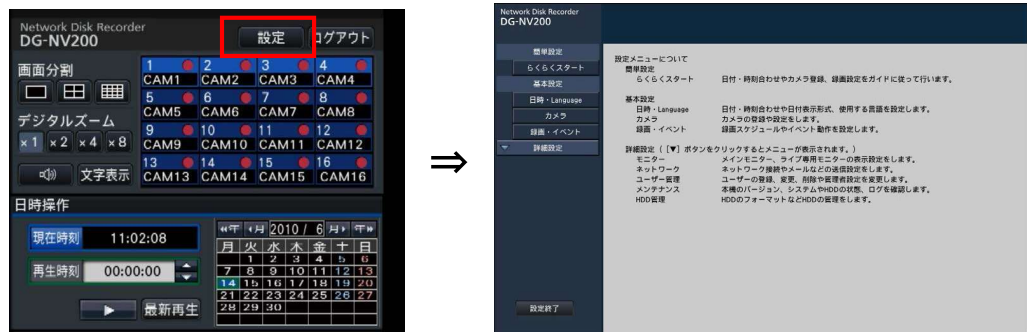 Network Disk Recorder
DG-NV200
設定
ログアウト
画面分割
1 2 3 4
CAM1 CAM2 CAM3 CAM4
5 6 7 8
CAM5 CAM6 CAM7 CAM8
デジタルズーム
×1 ×2 ×4 ×8
9 10 11 12
CAM9 CAM10 CAM11 CAM12
13 14 15 16
文字表示
CAM13 CAM14 CAM15 CAM16
日時操作
現在時刻 11:02:08
再生時刻 00:00:00
最新再生
«年 ‹月 2010 / 6 月› 年»
月 火 水 木 金 土 日
1 2 3 4 5 6
7 8 9 10 11 12 13
14 15 16 17 18 19 20
21 22 23 24 25 26 27
28 29 30
⇒
Network Disk Recorder
DG-NV200
簡単設定
らくらくスタート
基本設定
日時・Language
カメラ
録画・イベント
詳細設定
設定終了
設定メニューについて
簡単設定
らくらくスタート 日付・時刻合わせやカメラ登録、録画設定をガイドに従って行います。
基本設定
日時・Language 日付・時刻合わせや日付表示形式、使用する言語を設定します。
カメラ カメラの登録や設定をします。
録画・イベント 録画スケジュールやイベント動作を設定します。
詳細設定（[▼] ボタンをクリックするとメニューが表示されます。）
モニター メインモニター、ライブ専用モニターの表示設定をします。
ネットワーク ネットワーク接続やメールなどの送信設定をします。
ユーザー管理 ユーザーの登録、変更、削除や管理者設定を変更します。
メンテナンス 本機のバージョン、システムやHDDの状態、ログを確認します。
HDD管理 HDDのフォーマットなどHDDの管理をします。